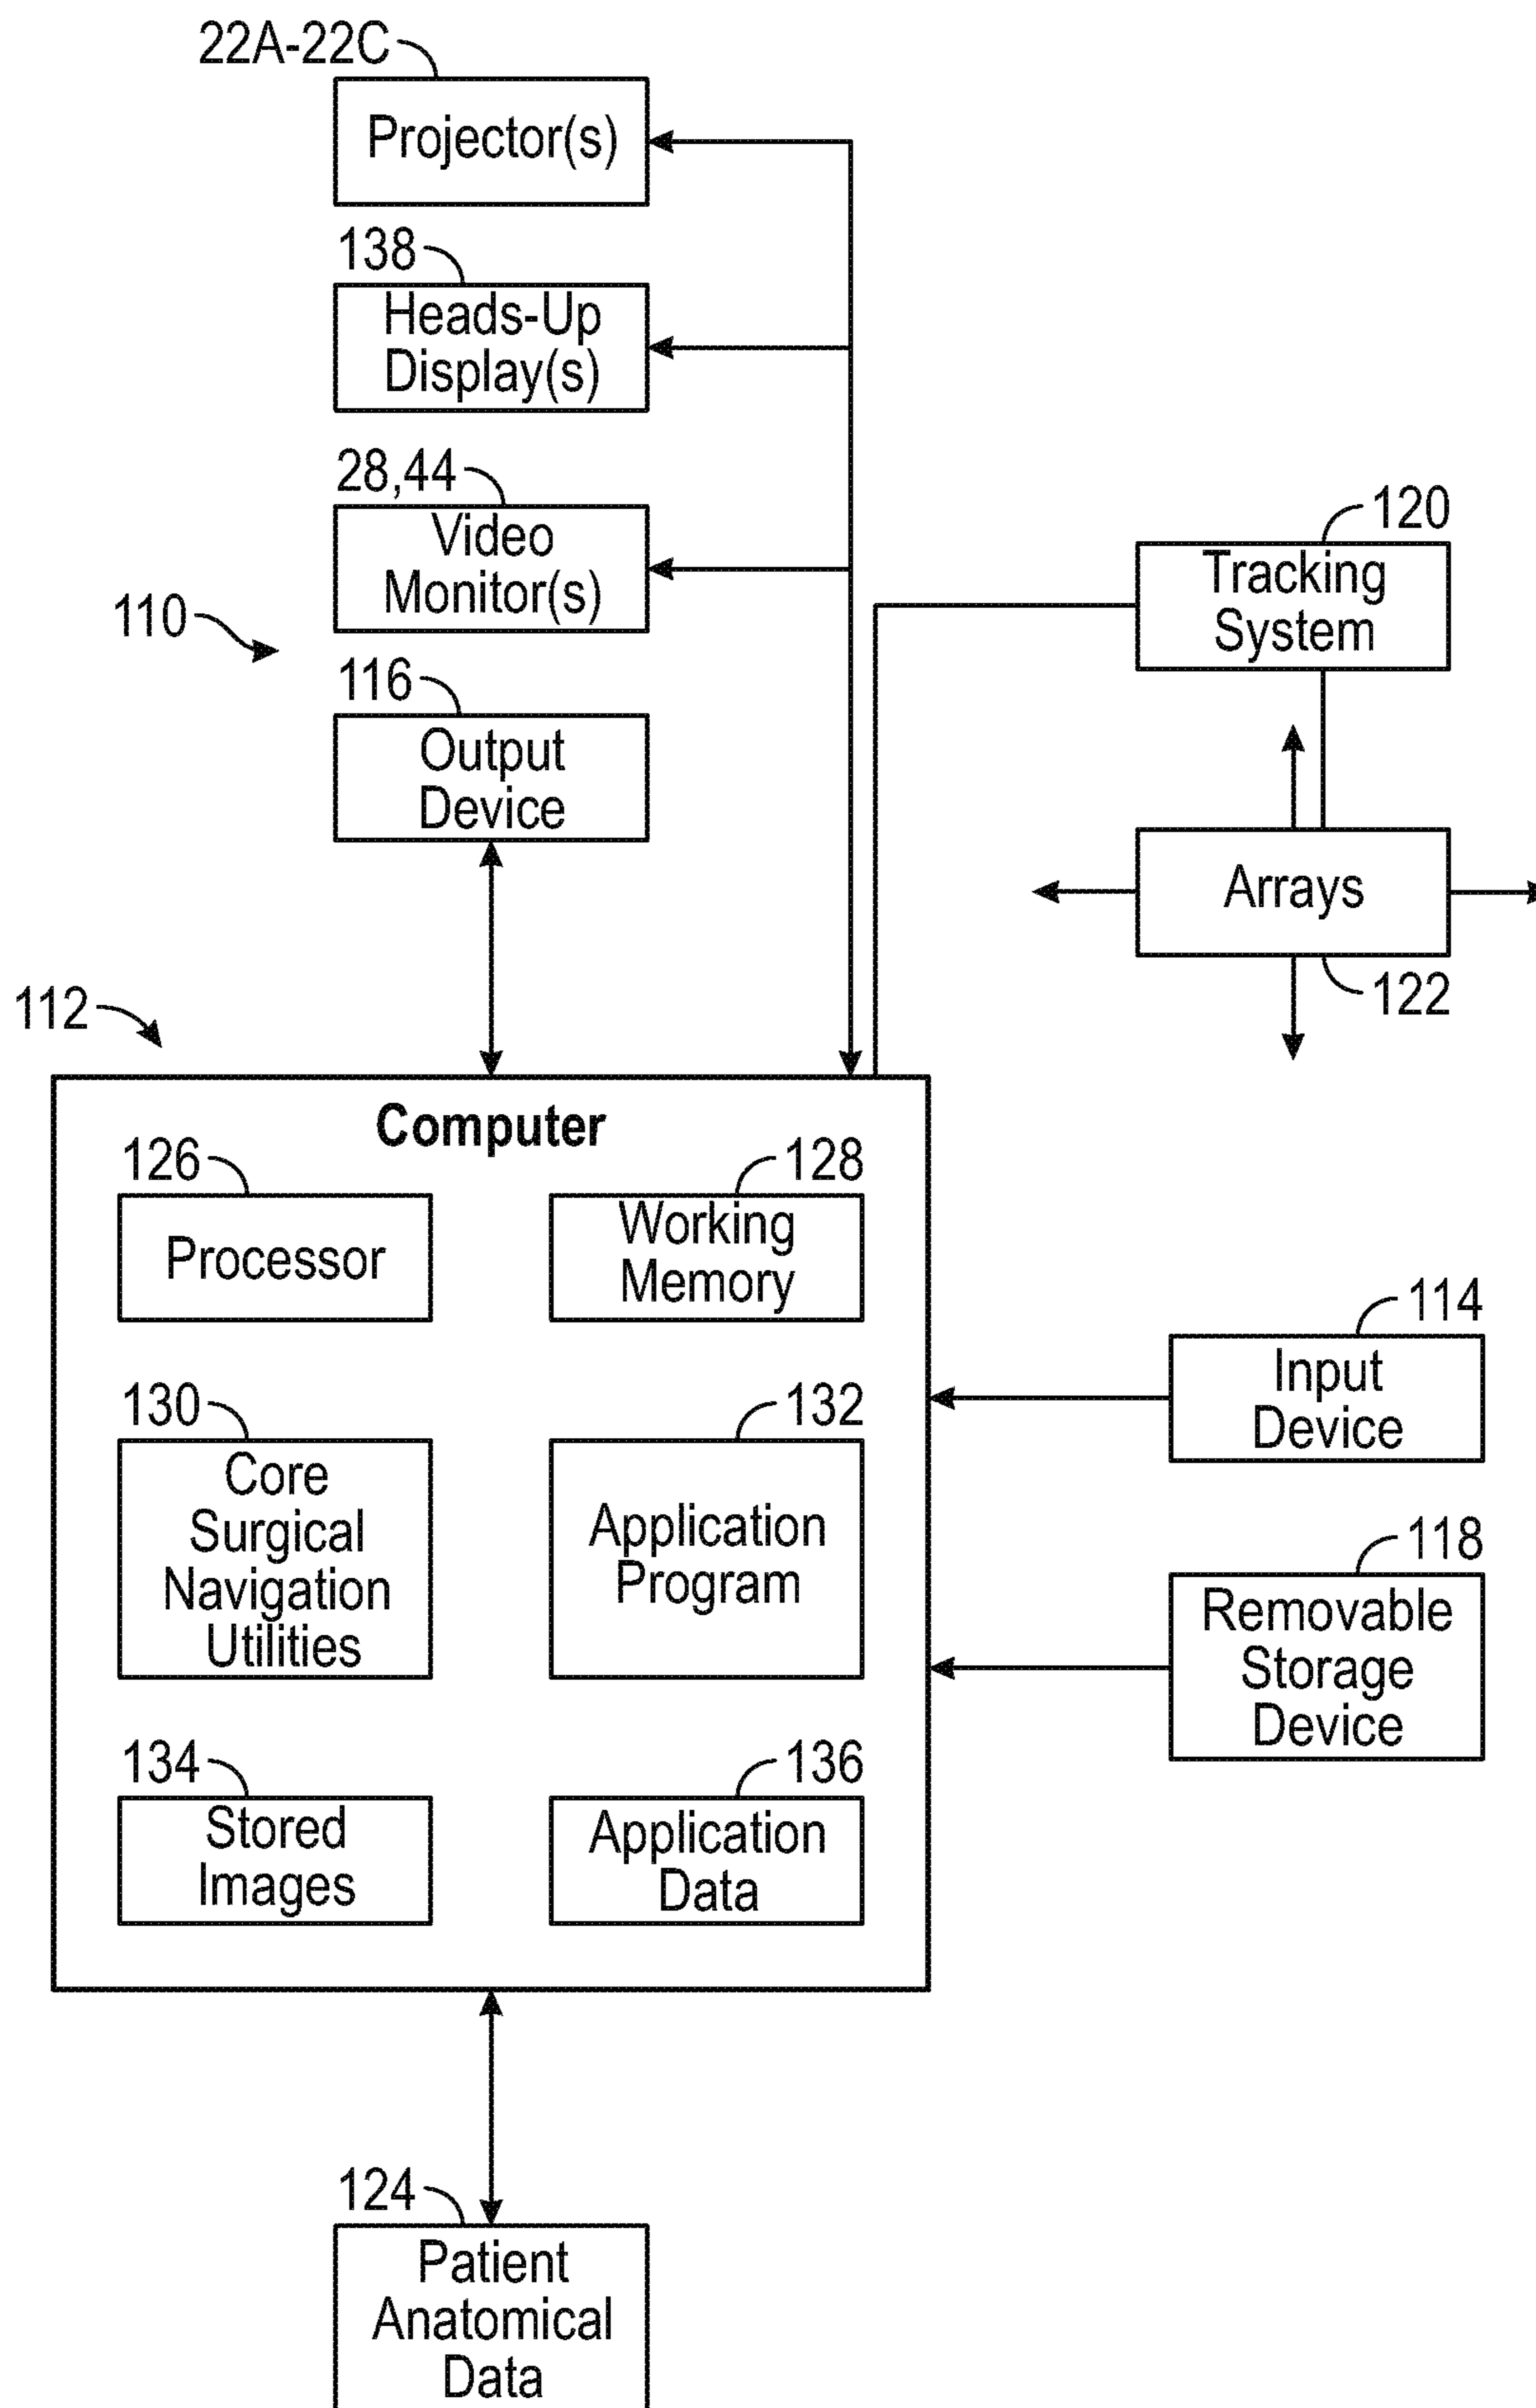 22A-22C
Projector(s)
138
Heads-Up
Display(s)
28,44
Video
Monitor(s)
110
116
Output
Device
120
Tracking
System
Arrays
122
112
Computer
126
Processor
128
Working
Memory
130
Core
Surgical
Navigation
Utilities
132
Application
Program
134
Stored
Images
136
Application
Data
114
Input
Device
118
Removable
Storage
Device
124
Patient
Anatomical
Data